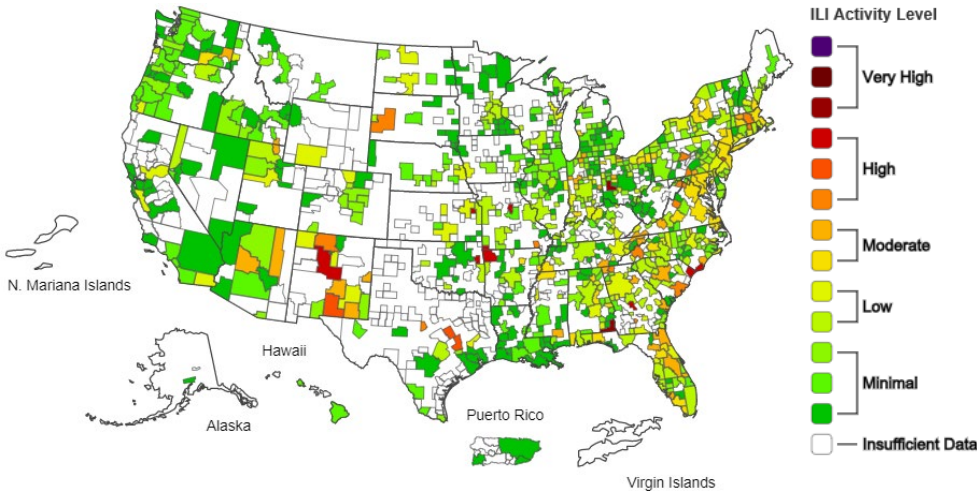 ILI Activity Level
Very High
High
Moderate
Low
Minimal
Insufficient Data
N. Mariana Islands
Hawaii
Alaska
Puerto Rico
Virgin Islands